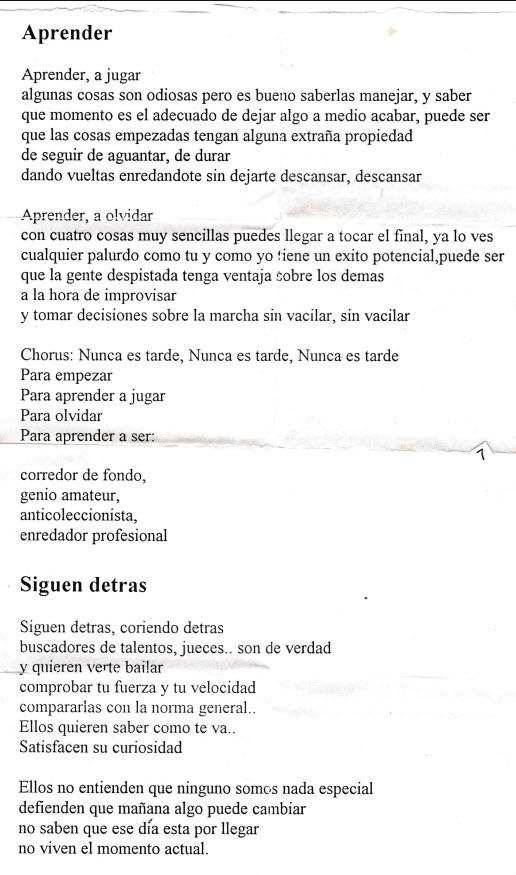 Aprender
Aprender, a jugar
algunas cosas son odiosas pero es bueno saberlas manejar, y saber
que momento es el adecuado de dejar algo a medio acabar, puede ser
que las cosas empezadas tengan alguna extraña propiedad
de seguir de aguantar, de durar
dando vueltas enredandote sin dejarte descansar, descansar
Aprender, a olvidar
con cuatro cosas muy sencillas puedes llegar a tocar el final, ya lo ves
cualquier palurdo como tu y como yo tiene un exito potencial,puede ser
que la gente despistada tenga ventaja sobre los demas
a la hora de improvisar
y tomar decisiones sobre la marcha sin vacilar, sin vacilar
Chorus: Nunca es tarde, Nunca es tarde, Nunca es tarde
Para empezar
Para aprender a jugar
Para olvidar
Para aprender a ser:
1
corredor de fondo,
genio amateur,
anticoleccionista,
enredador profesional
Siguen detras
Siguen detras, coriendo detras
buscadores de talentos, jueces.. son de verdad
y quieren verte bailar
comprobar tu fuerza y tu velocidad
compararlas con la norma general..
Ellos quieren saber como te va..
Satisfacen su curiosidad
Ellos no entienden que ninguno somos nada especial
defienden que mañana algo puede cambiar
no saben que ese día esta por llegar
no viven el momento actual.